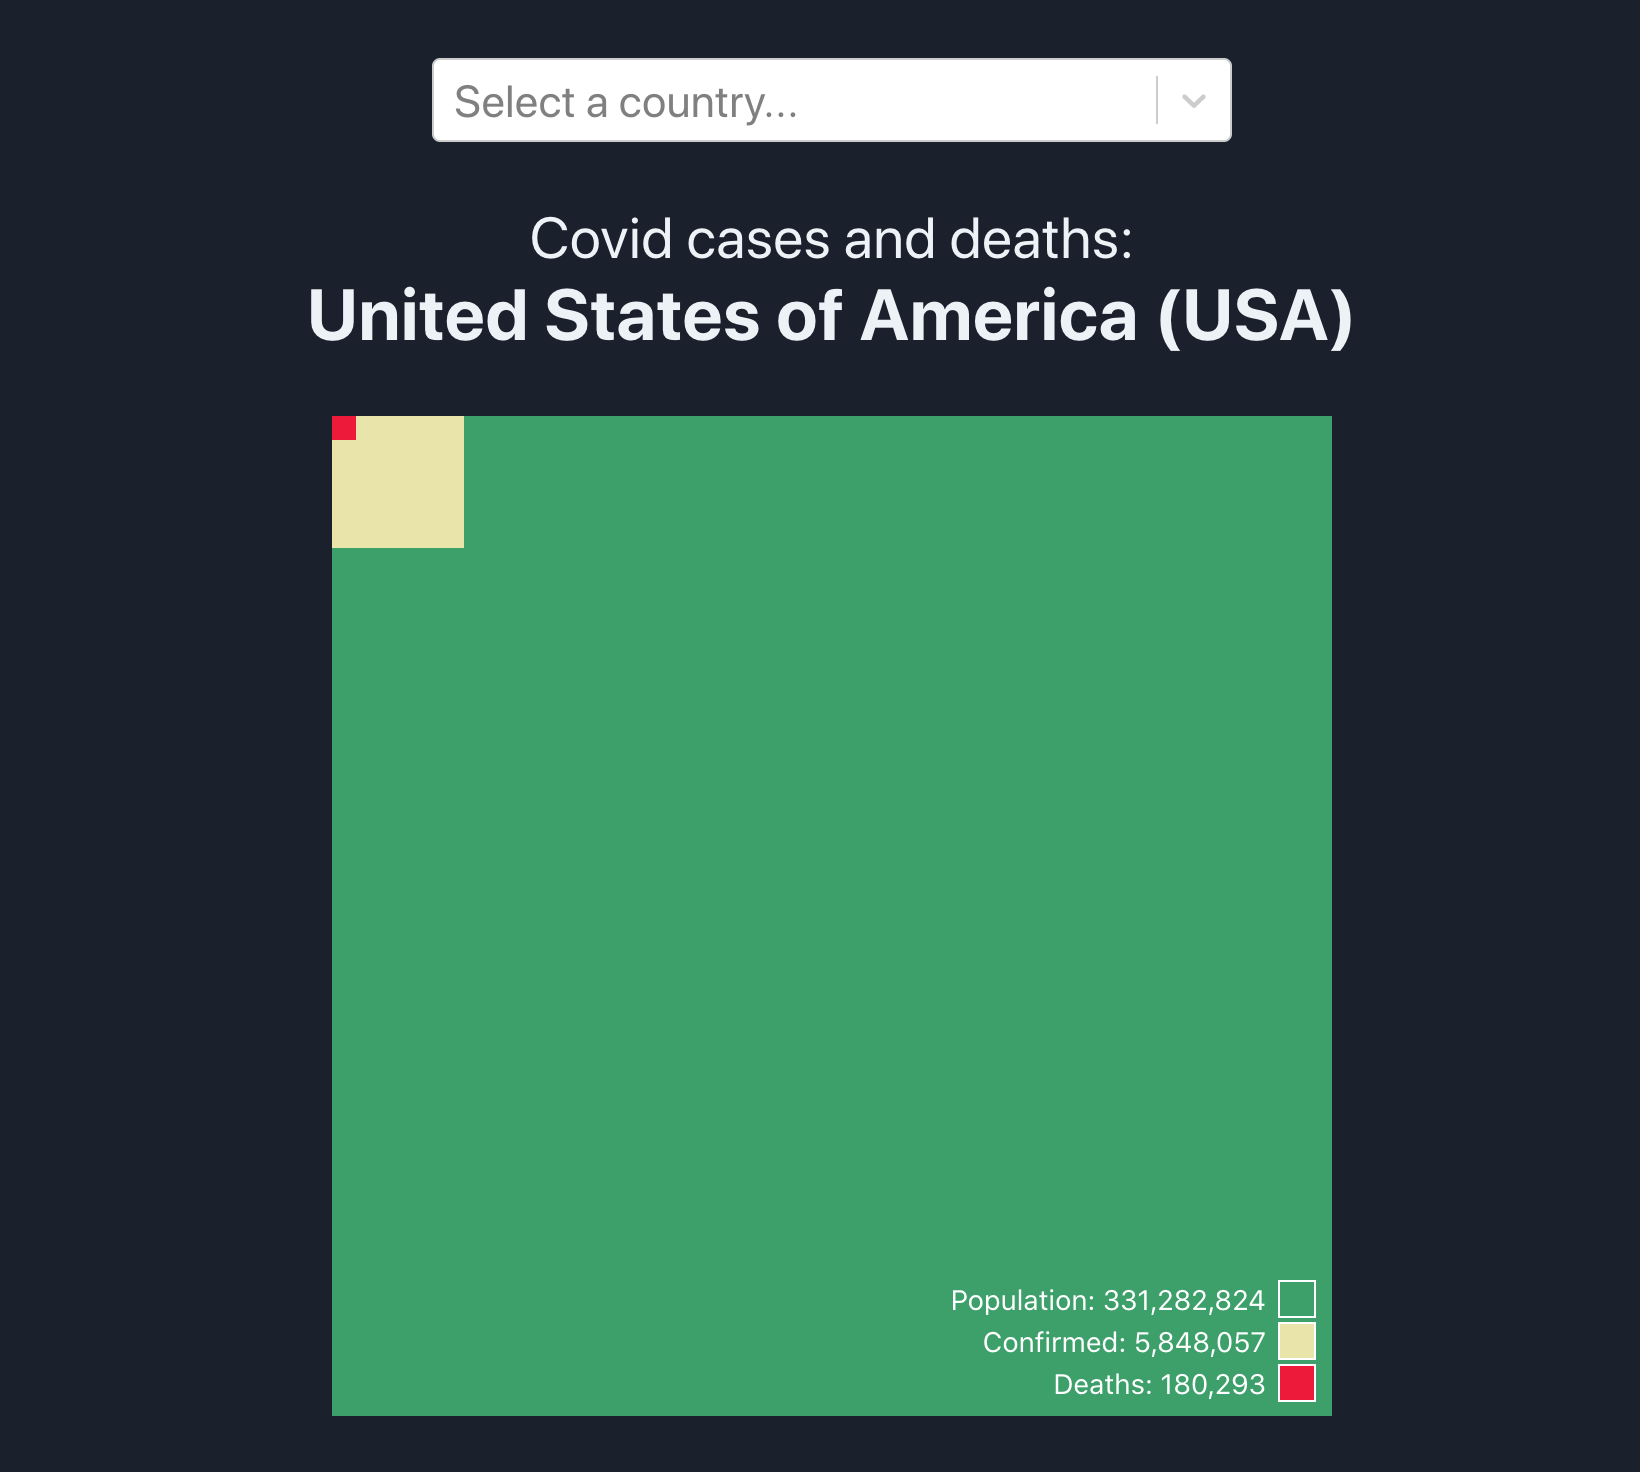 Select a country...
Covid cases and deaths:
United States of America (USA)
Population: 331,282,824
Confirmed: 5,848,057
Deaths: 180,293